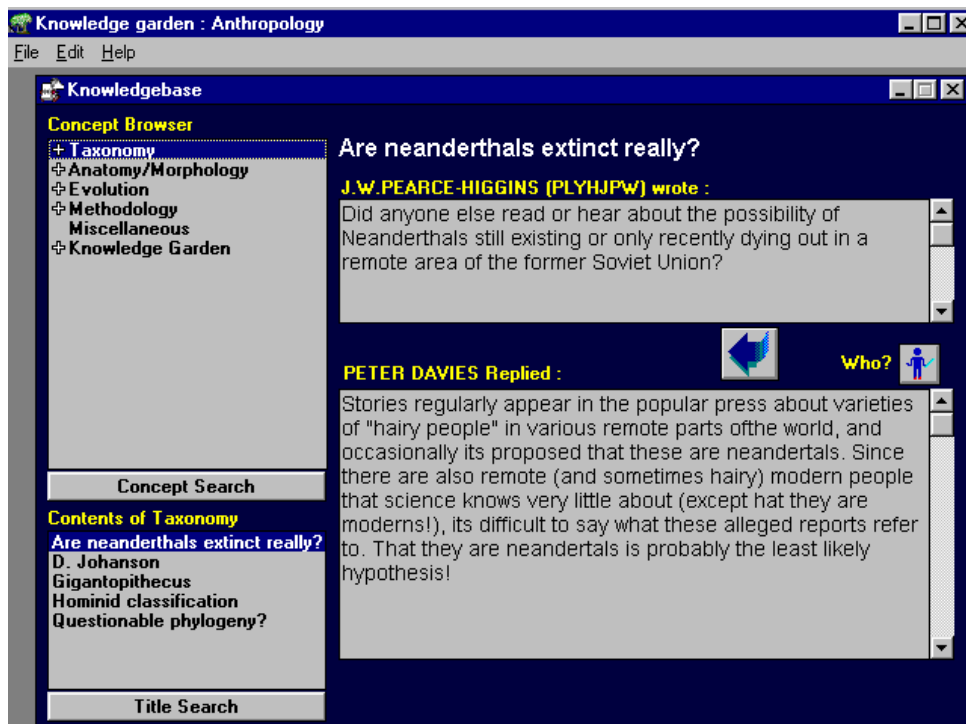 Knowledge garden : Anthropology
File Edit Help
Knowledgebase
Concept Browser
Taxonomy
Anatomy/Morphology
Evolution
Methodology
Miscellaneous
Knowledge Garden
Concept Search
Contents of Taxonomy
Are neanderthals extinct really?
D. Johanson
Gigantopithecus
Hominid classification
Questionable phylogeny?
Title Search
Are neanderthals extinct really?
J.W.PEARCE-HIGGINS (PLYHJPW) wrote :
Did anyone else read or hear about the possibility of
Neanderthals still existing or only recently dying out in a
remote area of the former Soviet Union?
Who?
PETER DAVIES Replied :
Stories regularly appear in the popular press about varieties
of "hairy people" in various remote parts ofthe world, and
occasionally its proposed that these are neandertals. Since
there are also remote (and sometimes hairy) modern people
that science knows very little about (except hat they are
moderns!), its difficult to say what these alleged reports refer
to. That they are neandertals is probably the least likely
hypothesis!